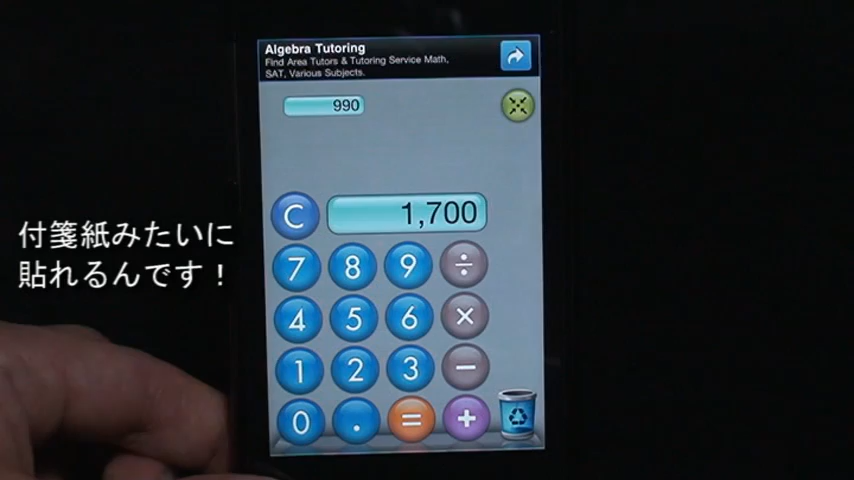 Algebra Tutoring
Find Area Tutors & Tutoring Service Math,
SAT, Various Subjects.
990
C 1,700
7 8 9 ÷
4 5 6 ×
1 2 3 −
0 . = +
付箋紙みたいに
貼れるんです！